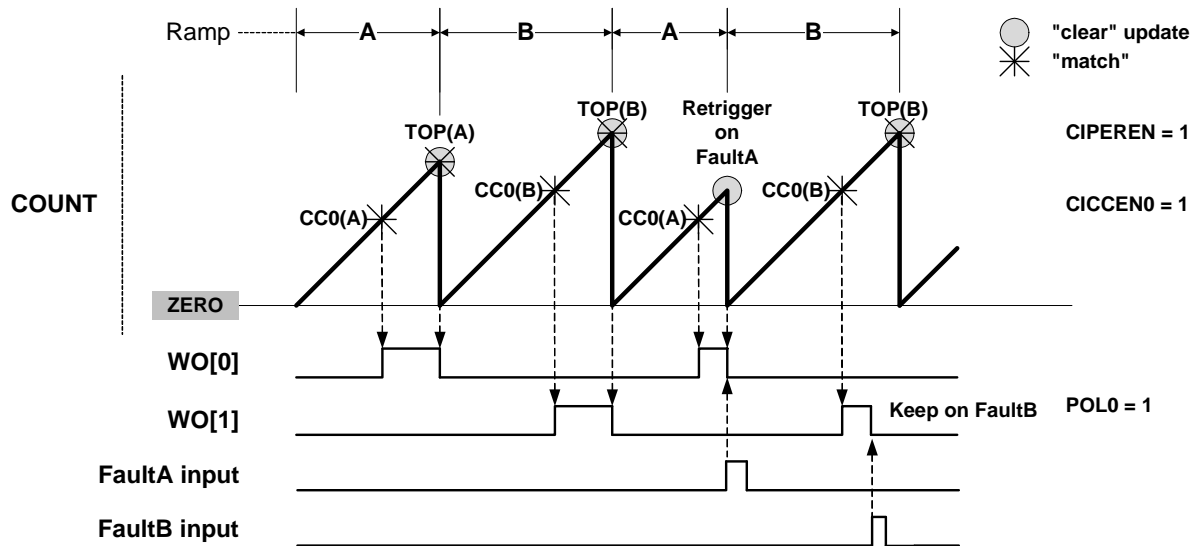 Ramp
A
B
A
B
"clear" update
"match"
TOP(A)
TOP(B)
Retrigger
on
FaultA
TOP(B)
CIPEREN = 1
COUNT
CC0(A)
CC0(B)
CC0(A)
CC0(B)
CICCEN0 = 1
ZERO
WO[0]
WO[1]
Keep on FaultB
POL0 = 1
FaultA input
FaultB input